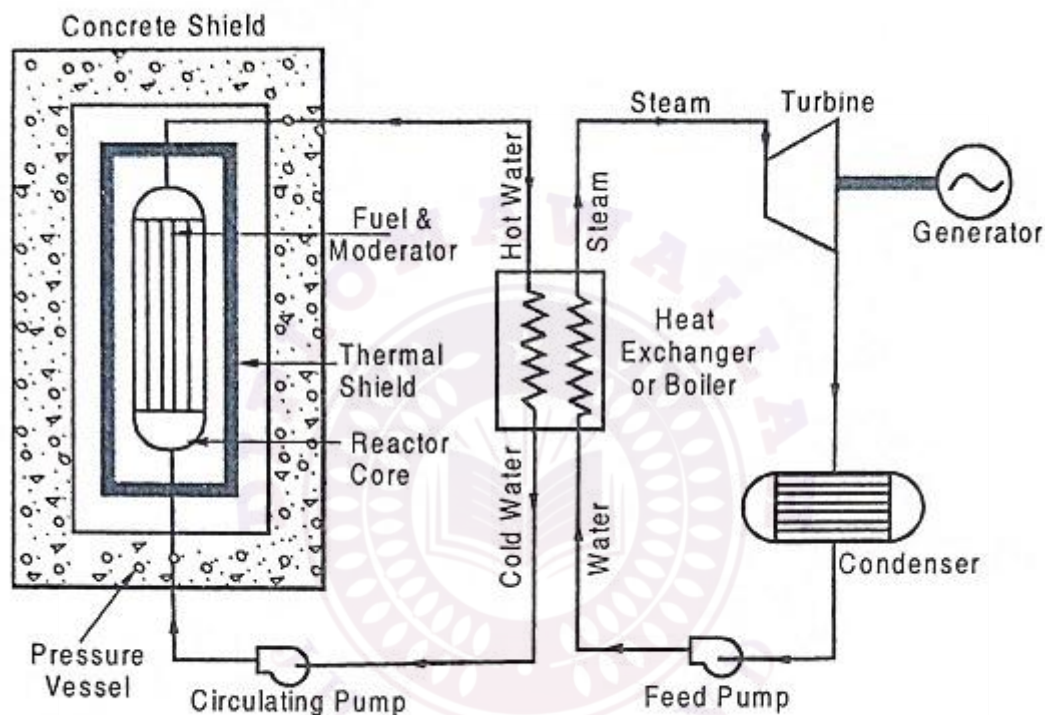 Concrete Shield
Steam
Turbine
Hot Water
Steam
Fuel &
Moderator
Generator
Heat
Exchanger
or Boiler
Thermal
Shield
Reactor
Core
Cold Water
Water
Condenser
Pressure
Vessel
Circulating Pump
Feed Pump